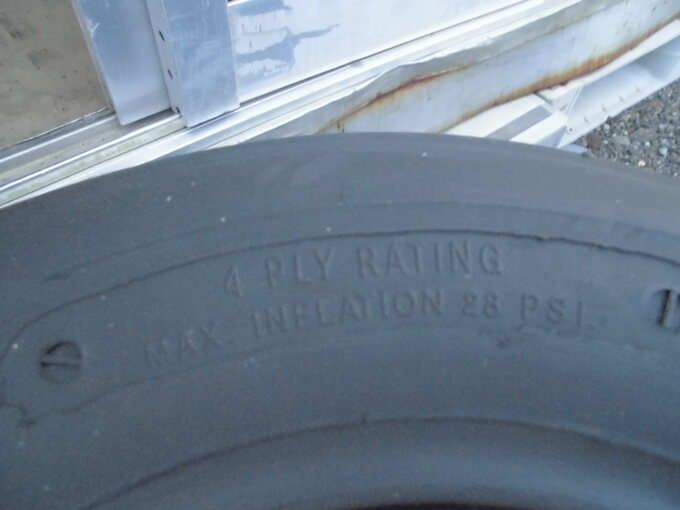 4 PLY RATING
MAX. INFLATION 28 PSI.